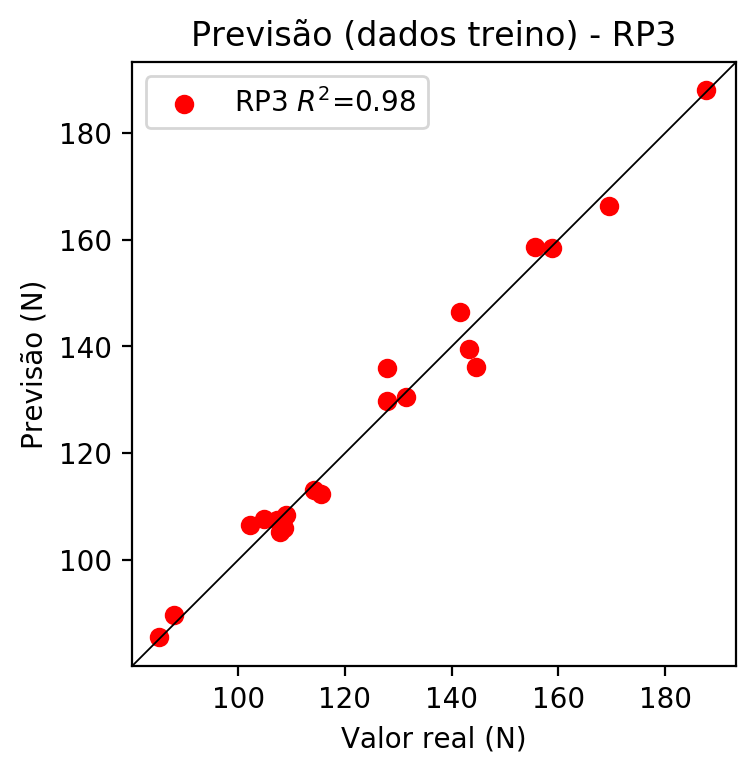 Previsão (dados treino) - RP3
RP3 R²=0.98
Previsão (N)
180
160
140
120
100
100 120 140 160 180
Valor real (N)